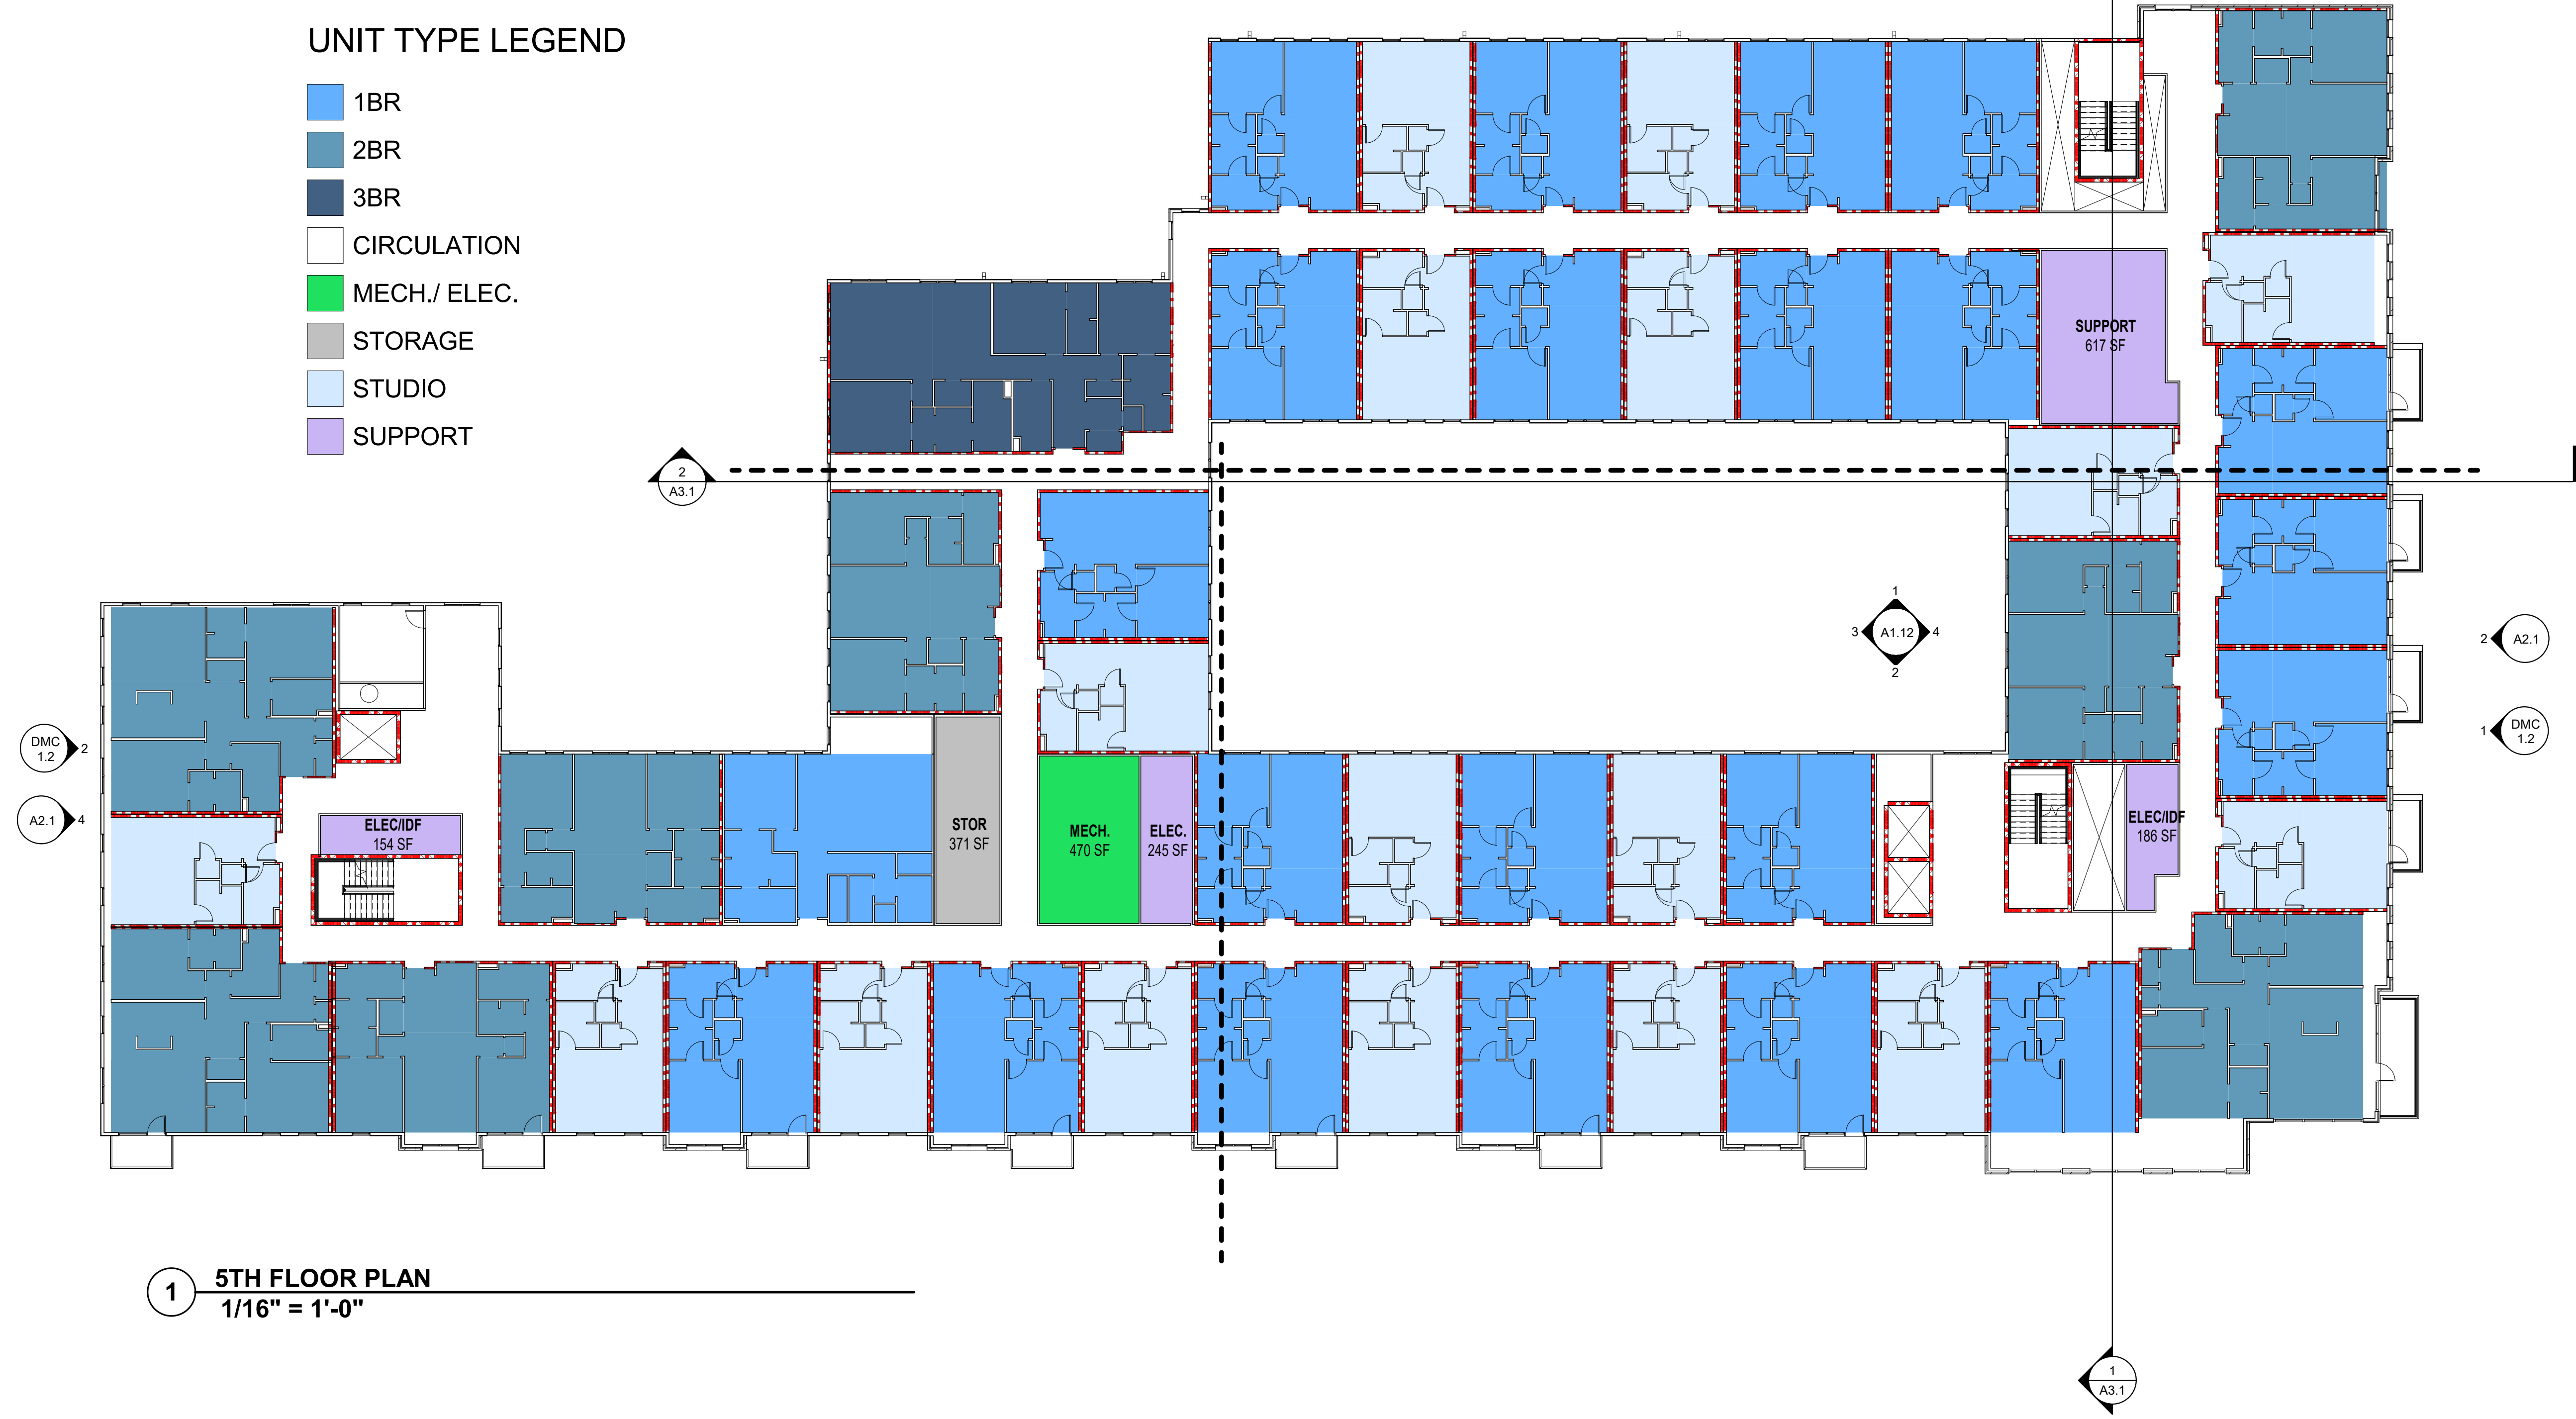 UNIT TYPE LEGEND
1BR
2BR
3BR
CIRCULATION
MECH./ ELEC.
STORAGE
STUDIO
SUPPORT
SUPPORT
617 SF
2
A3.1
1
3
A1.12
4
2
2
A2.1
DMC
1.2
2
1
DMC
1.2
A2.1
4
ELEC/IDF
154 SF
STOR
371 SF
MECH.
470 SF
ELEC.
245 SF
ELEC/IDF
186 SF
1
5TH FLOOR PLAN
1/16" = 1'-0"
1
A3.1